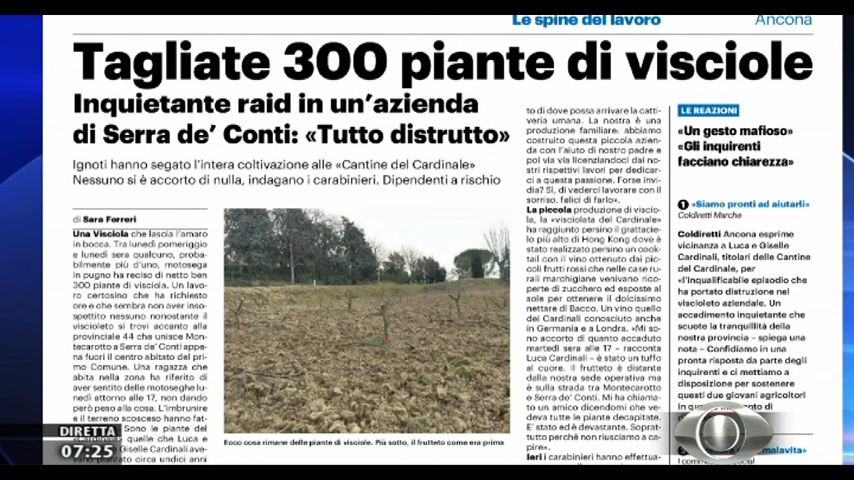 Le spine del lavoro
Ancona
Tagliate 300 piante di visciole
Inquietante raid in un'azienda
di Serra de' Conti: «Tutto distrutto»
Ignoti hanno segato l'intera coltivazione alle «Cantine del Cardinale»
Nessuno si è accorto di nulla, indagano i carabinieri. Dipendenti a rischio
di Sara Ferreri
Una Visciola che lascia l'amaro
in bocca. Tra lunedì pomeriggio
e lunedì sera qualcuno, probabilmente
bilmente più d'uno, motosega
in pugno ha reciso di netto ben
300 piante di visciola. Un lavo-
ro certosino che ha richiesto
ore e che sembra non aver in-
sospettito nessuno nonostante il
viscioleto si trovi accanto alla
provinciale 44 che unisce Mon-
tecarotto a Serra de' Conti appe-
na fuori il centro abitato del pri-
mo Comune. Una ragazza che
abita nella zona ha riferito di
aver sentito delle motoseghe lu-
nedì attorno alle 17, non dando
però peso alla cosa. L'imbrunire
e il terreno scosceso hanno fat-
Sono le piante del
quelle che Luca e
Giselle Cardinali ave-
vano piantato circa undici anni
Ecco cosa rimane delle piante di visciole. Più sotto, il frutteto come era prima
to di dove possa arrivare la catti-
veria umana. La nostra è una
produzione familiare: abbiamo
costruito questa piccola azien-
da con l'aiuto di nostro padre e
poi via via licenziandoci dai no-
stri rispettivi lavori per dedicar-
ci a questa passione. Forse invi-
dia? Sì, di vederci lavorare con il
sorriso, felici di farlo».
La piccola produzione di viscio-
la, la «visciolata del Cardinale»
ha raggiunto persino il grattacie-
lo più alto di Hong Kong dove è
stato realizzato persino un cock-
tail con il vino ottenuto dai pic-
coli frutti rossi che nelle case ru-
rali marchigiane venivano rico-
perte di zucchero ed esposte al
sole per ottenere il dolcissimo
nettare di Bacco. Un vino quello
dei Cardinali conosciuto anche
in Germania e a Londra. «Mi so-
no accorto di quanto accaduto
martedì sera alle 17 – racconta
Luca Cardinali – è stato un tuffo
al cuore. Il frutteto è distante
dalla nostra sede operativa ma
è sulla strada tra Montecarotto
e Serra de' Conti. Mi ha chiama-
to un amico dicendomi che ve-
deva tutte le piante decapitate.
E' stato ed è devastante. Soprat-
tutto perchè non riusciamo a ca-
pire».
Ieri i carabinieri hanno effettua-
LE REAZIONI
«Un gesto mafioso»
«Gli inquirenti
facciano chiarezza»
1 «Siamo pronti ad aiutarli»
Coldiretti Marche
Coldiretti Ancona esprime
vicinanza a Luca e Giselle
Cardinali, titolari delle Cantine
del Cardinale, per
«l'inqualificabile episodio che
ha portato distruzione nel
viscioleto aziendale. Un
accadimento inquietante che
scuote la tranquillità della
nostra provincia – spiega una
nota – Confidiamo in una
pronta risposta da parte degli
inquirenti e ci mettiamo a
disposizione per sostenere
questi due giovani agricoltori
in
di
malavita»
DIRETTA
07:25